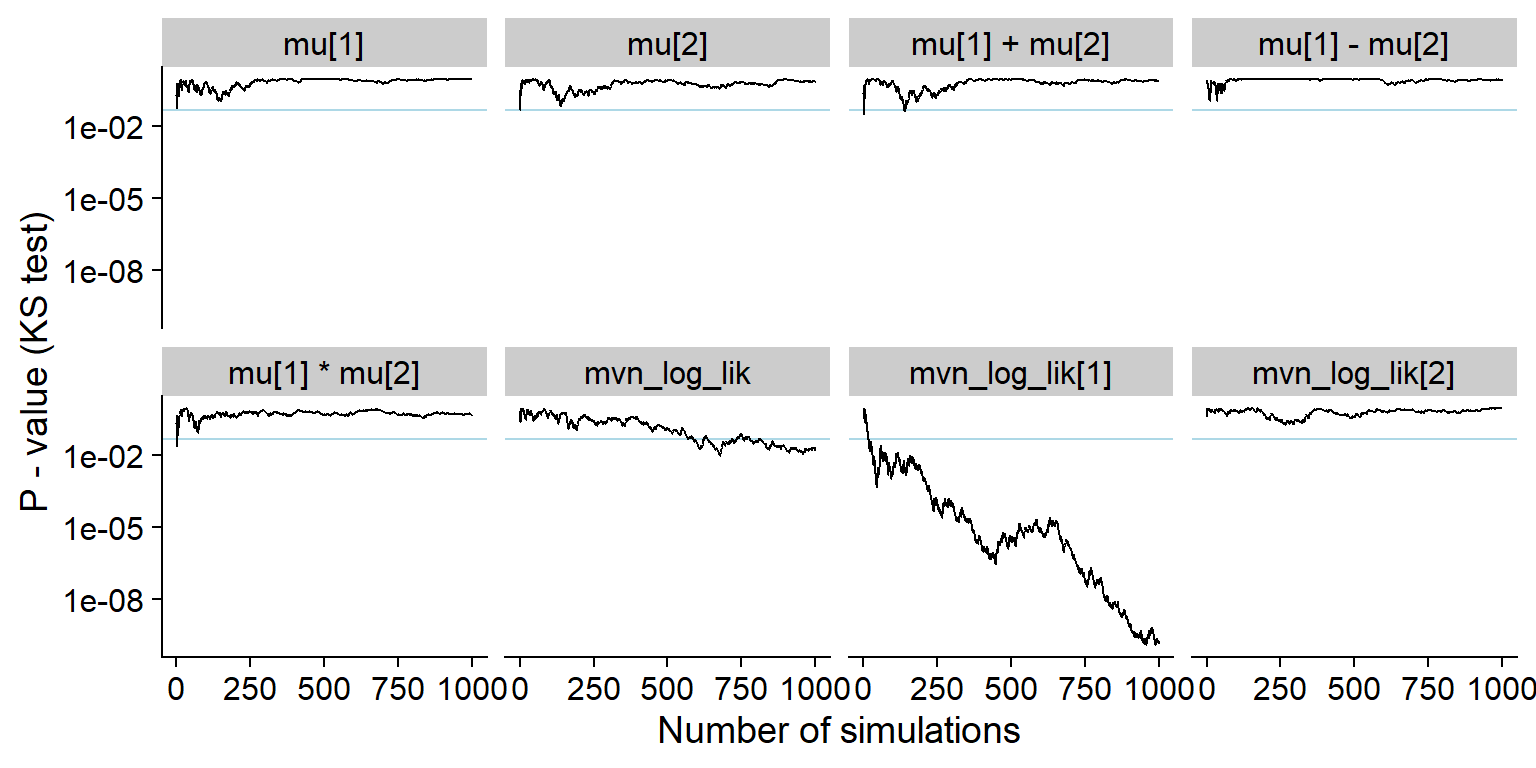 mu[1] mu[2] mu[1] + mu[2] mu[1] - mu[2]
1e-02
1e-05
1e-08
P - value (KS test)
mu[1] * mu[2] mvn_log_lik mvn_log_lik[1] mvn_log_lik[2]
1e-02
1e-05
1e-08
0 250 500 750 1000 0 250 500 750 1000 0 250 500 750 1000 0 250 500 750 1000
Number of simulations